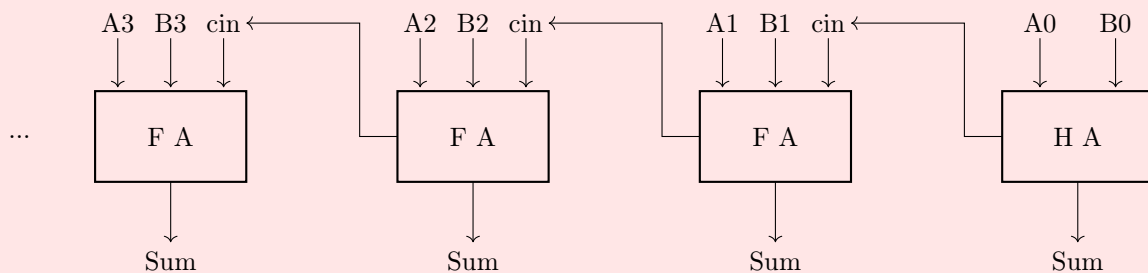 A3 B3 cin A2 B2 cin A1 B1 cin A0 B0
... F A F A F A H A
Sum Sum Sum Sum